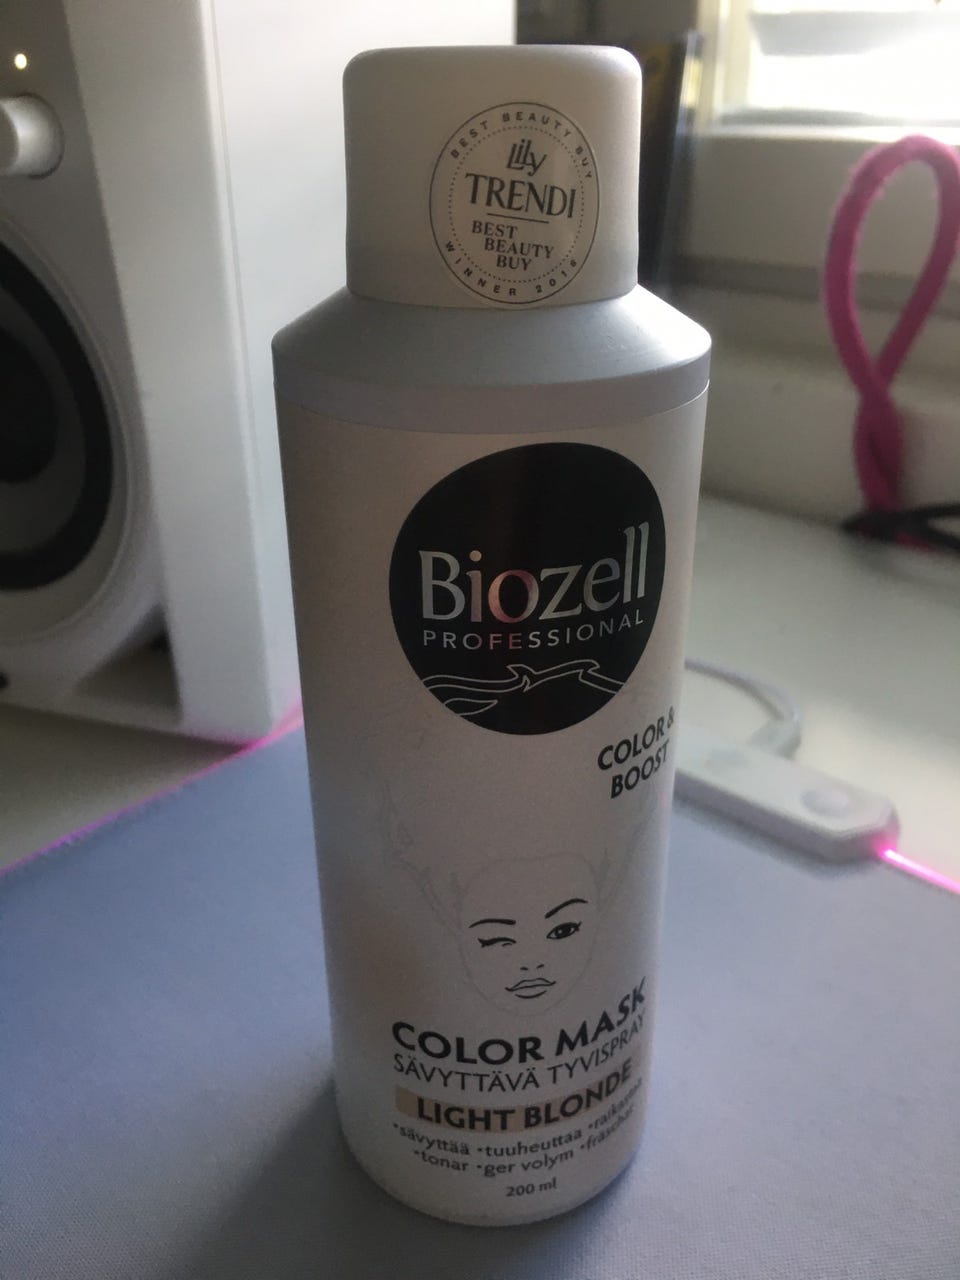 BEST BEAUTY BUY
Lily
TRENDI
BEST
BEAUTY
BUY
WINNER 2018
Biozell
PROFESSIONAL
COLOR &
BOOST
COLOR MASK
SÄVYTTÄVÄ TYVISPRAY
LIGHT BLONDE
•sävyttää •tuuheuttaa •raikastaa
•tonar •ger volym •fräschar
200 ml